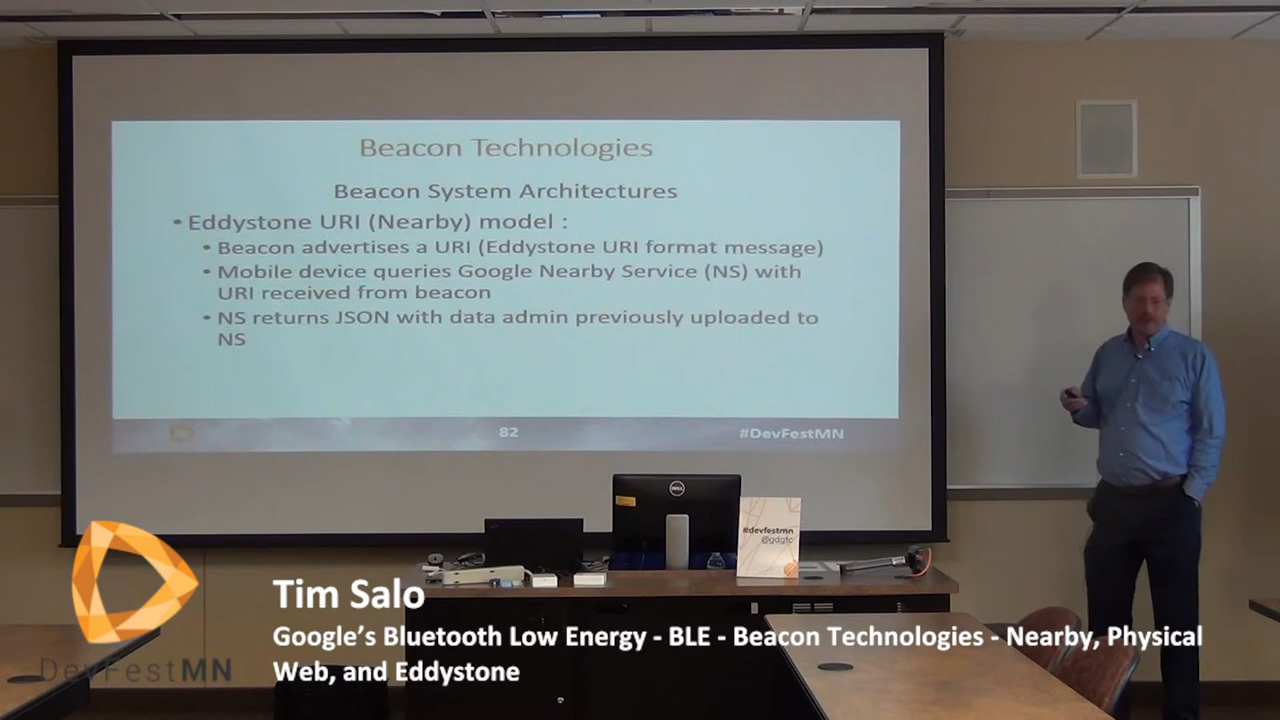 Beacon Technologies
Beacon System Architectures
• Eddystone URI (Nearby) model :
• Beacon advertises a URI (Eddystone URI format message)
• Mobile device queries Google Nearby Service (NS) with
URI received from beacon
• NS returns JSON with data admin previously uploaded to
NS
82
#DevFestMN
DELL
#devfestmn
@gdgtc
Tim Salo
Google's Bluetooth Low Energy - BLE - Beacon Technologies - Nearby, Physical
Web, and Eddystone
DevFestMN